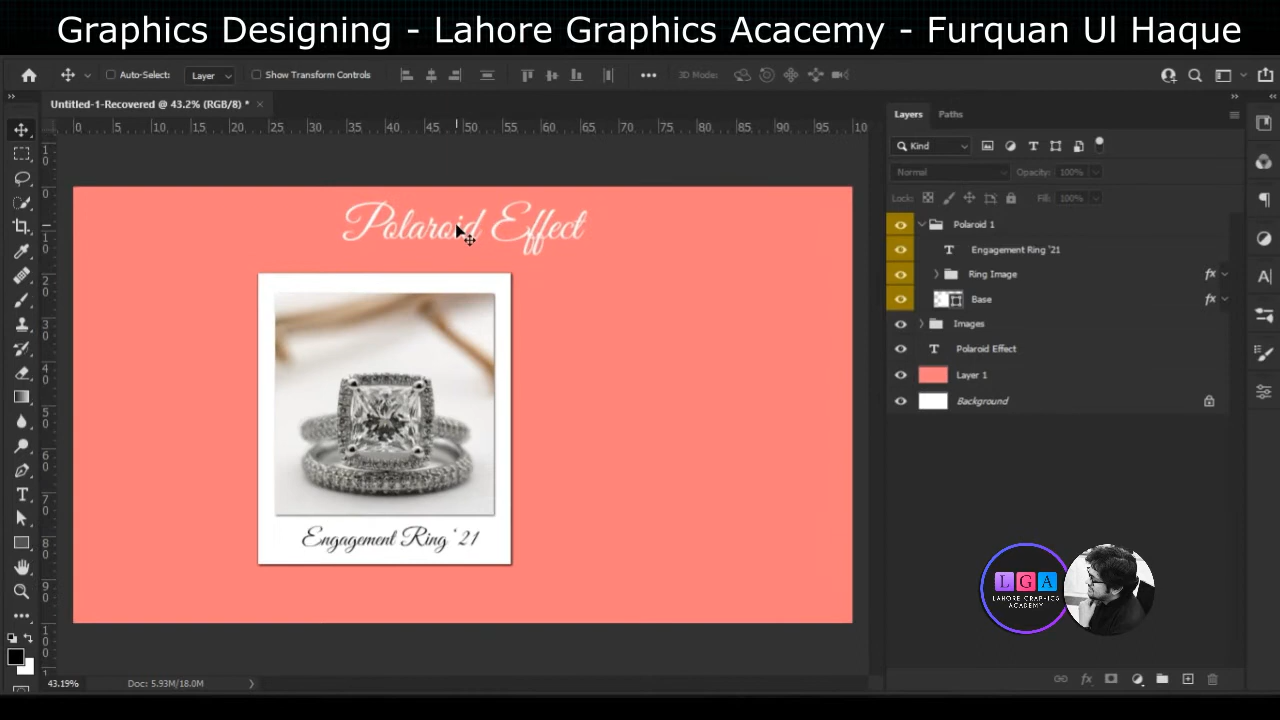 Graphics Designing - Lahore Graphics Acacemy - Furquan Ul Haque
Auto-Select: Layer Show Transform Controls 3D Mode:
Untitled-1-Recovered @ 43.2% (RGB/8) *
0 5 10 15 20 25 30 35 40 45 50 55 60 65 70 75 80 85 90 95 10
Layers Paths
Kind
Normal Opacity: 100%
Lock: Fill: 100%
Polaroid 1
Engagement Ring '21
Ring Image fx
Base fx
Images
Polaroid Effect
Layer 1
Background
Polaroid Effect
Engagement Ring '21
LGA
LAHORE GRAPHICS
ACADEMY
43.19% Doc: 5.93M/18.0M